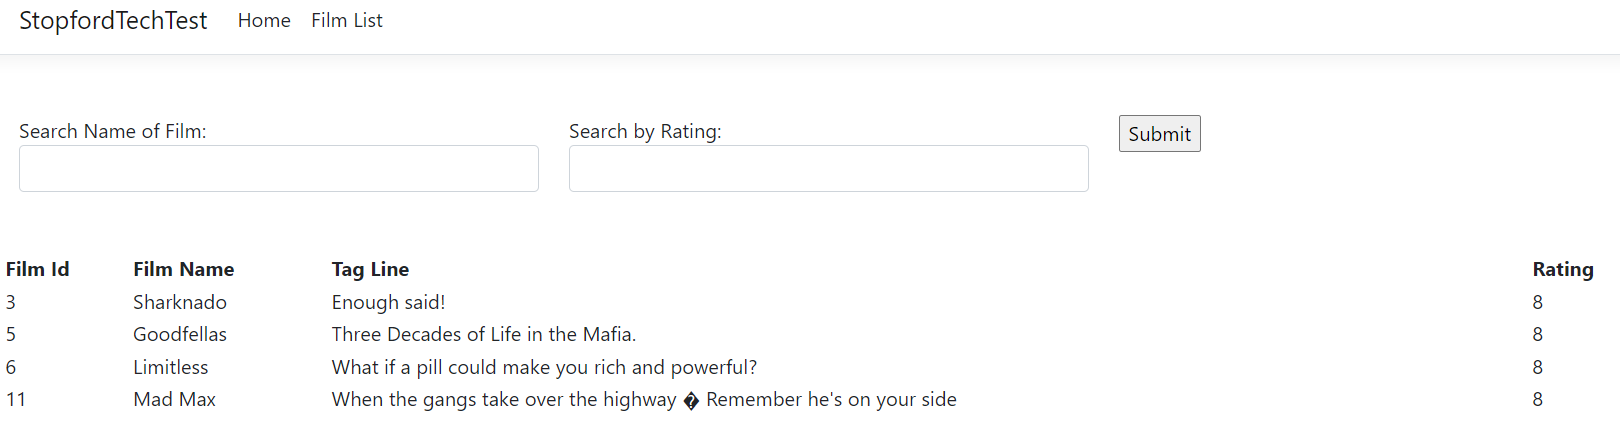 StopfordTechTest Home Film List
Search Name of Film: Search by Rating: Submit
Film Id Film Name Tag Line Rating
3 Sharknado Enough said! 8
5 Goodfellas Three Decades of Life in the Mafia. 8
6 Limitless What if a pill could make you rich and powerful? 8
11 Mad Max When the gangs take over the highway � Remember he's on your side 8